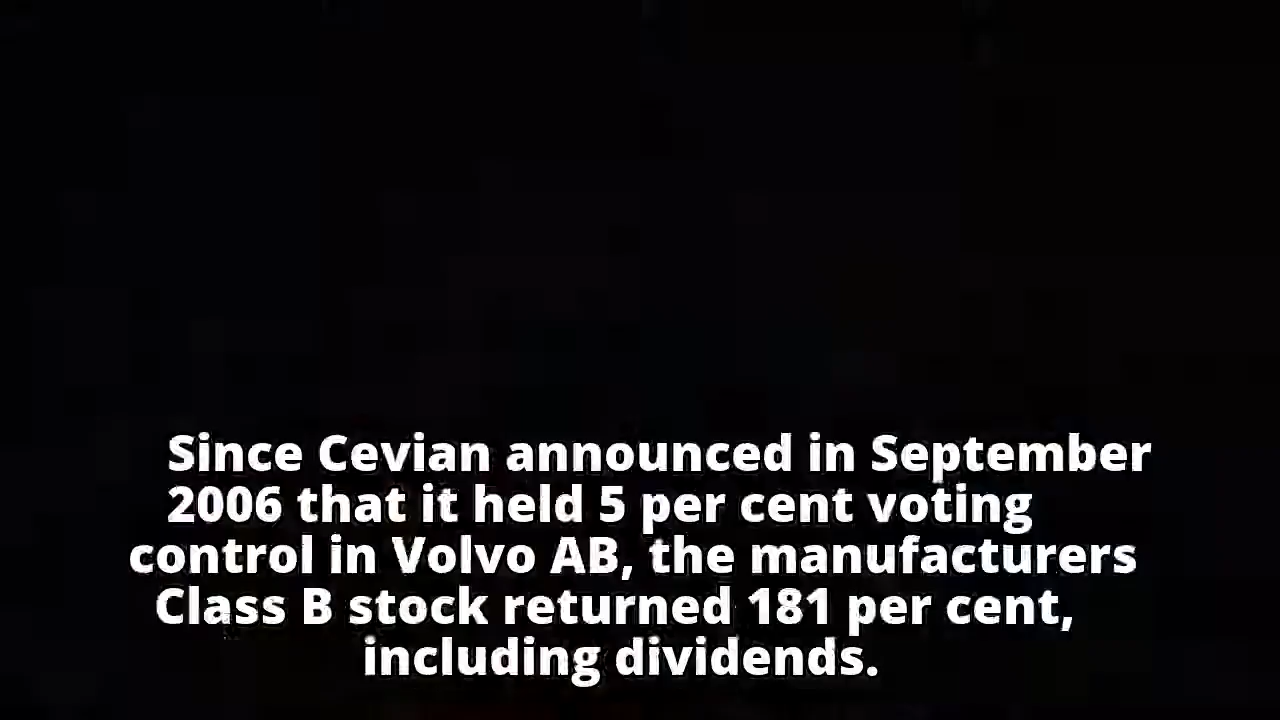 Since Cevian announced in September
2006 that it held 5 per cent voting
control in Volvo AB, the manufacturers
Class B stock returned 181 per cent,
including dividends.